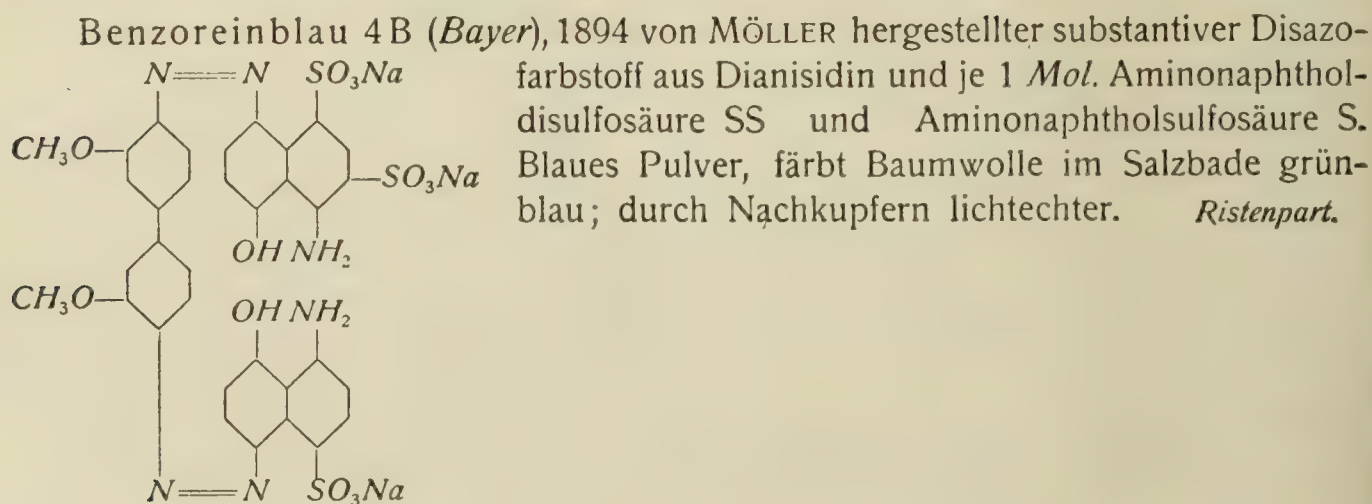 Benzoreinblau 4B (Bayer), 1894 von MÖLLER hergestellter substantiver Disazo-
farbstoff aus Dianisidin und je 1 Mol. Aminonaphthol-
disulfosäure SS und Aminonaphtholsulfosäure S.
Blaues Pulver, färbt Baumwolle im Salzbade grün-
blau; durch Nachkupfern lichtechter. Ristenpart.
N══N SO₃Na
CH₃O—
—SO₃Na
OH NH₂
CH₃O—
OH NH₂
N══N SO₃Na